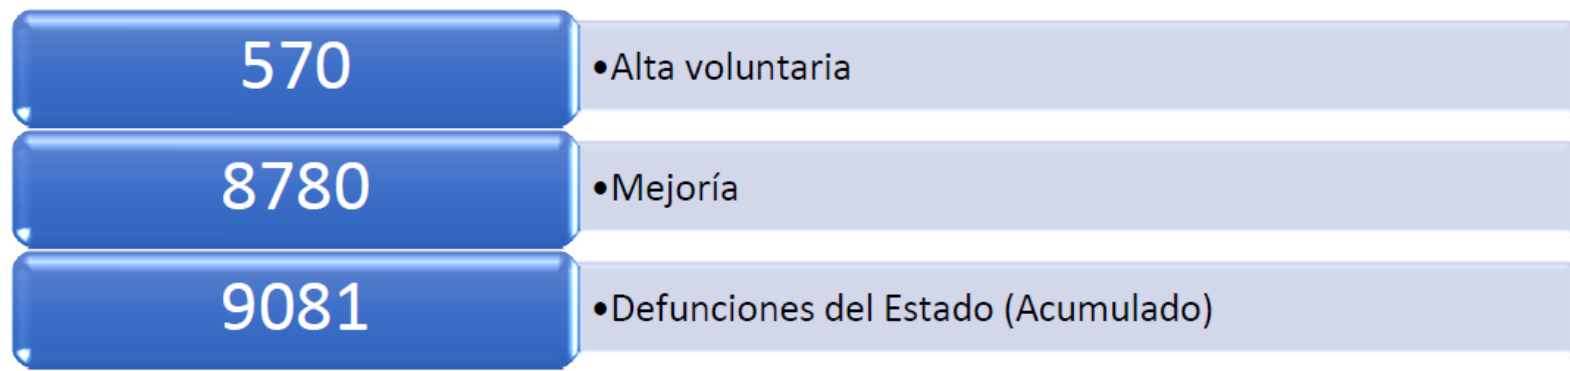 570
•Alta voluntaria
8780
•Mejoría
9081
•Defunciones del Estado (Acumulado)